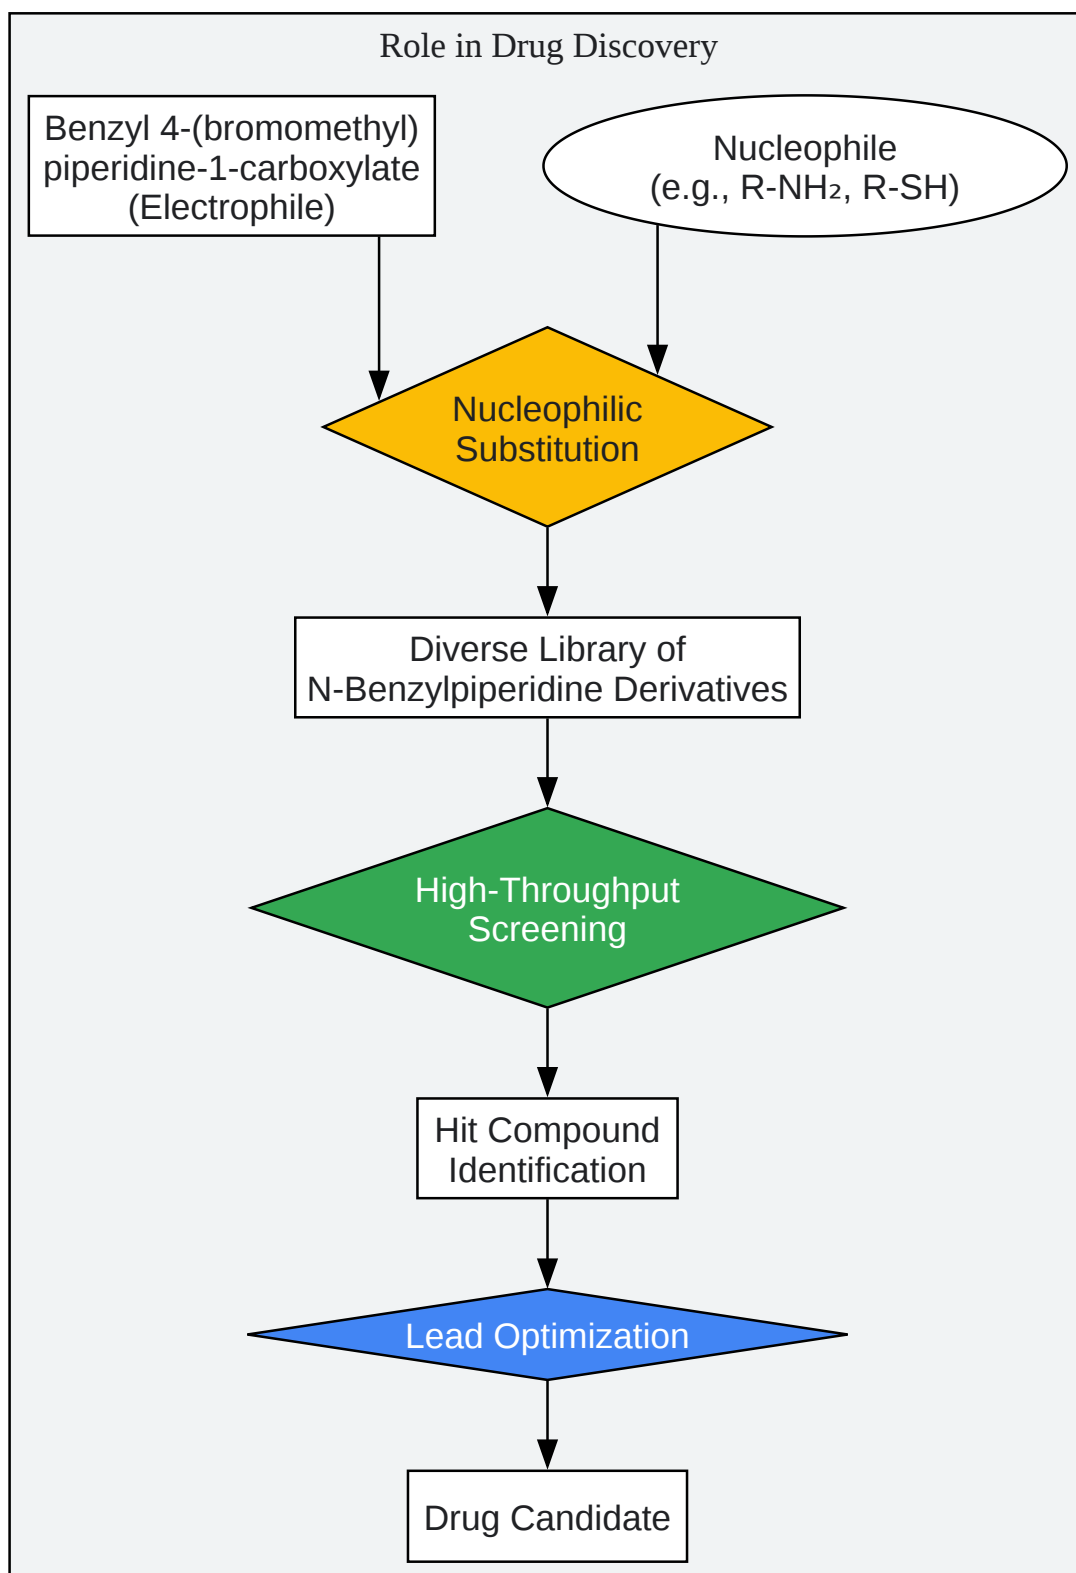 Role in Drug Discovery
Benzyl 4-(bromomethyl)
piperidine-1-carboxylate
(Electrophile)
Nucleophile
(e.g., R-NH₂, R-SH)
Nucleophilic
Substitution
Diverse Library of
N-Benzylpiperidine Derivatives
High-Throughput
Screening
Hit Compound
Identification
Lead Optimization
Drug Candidate